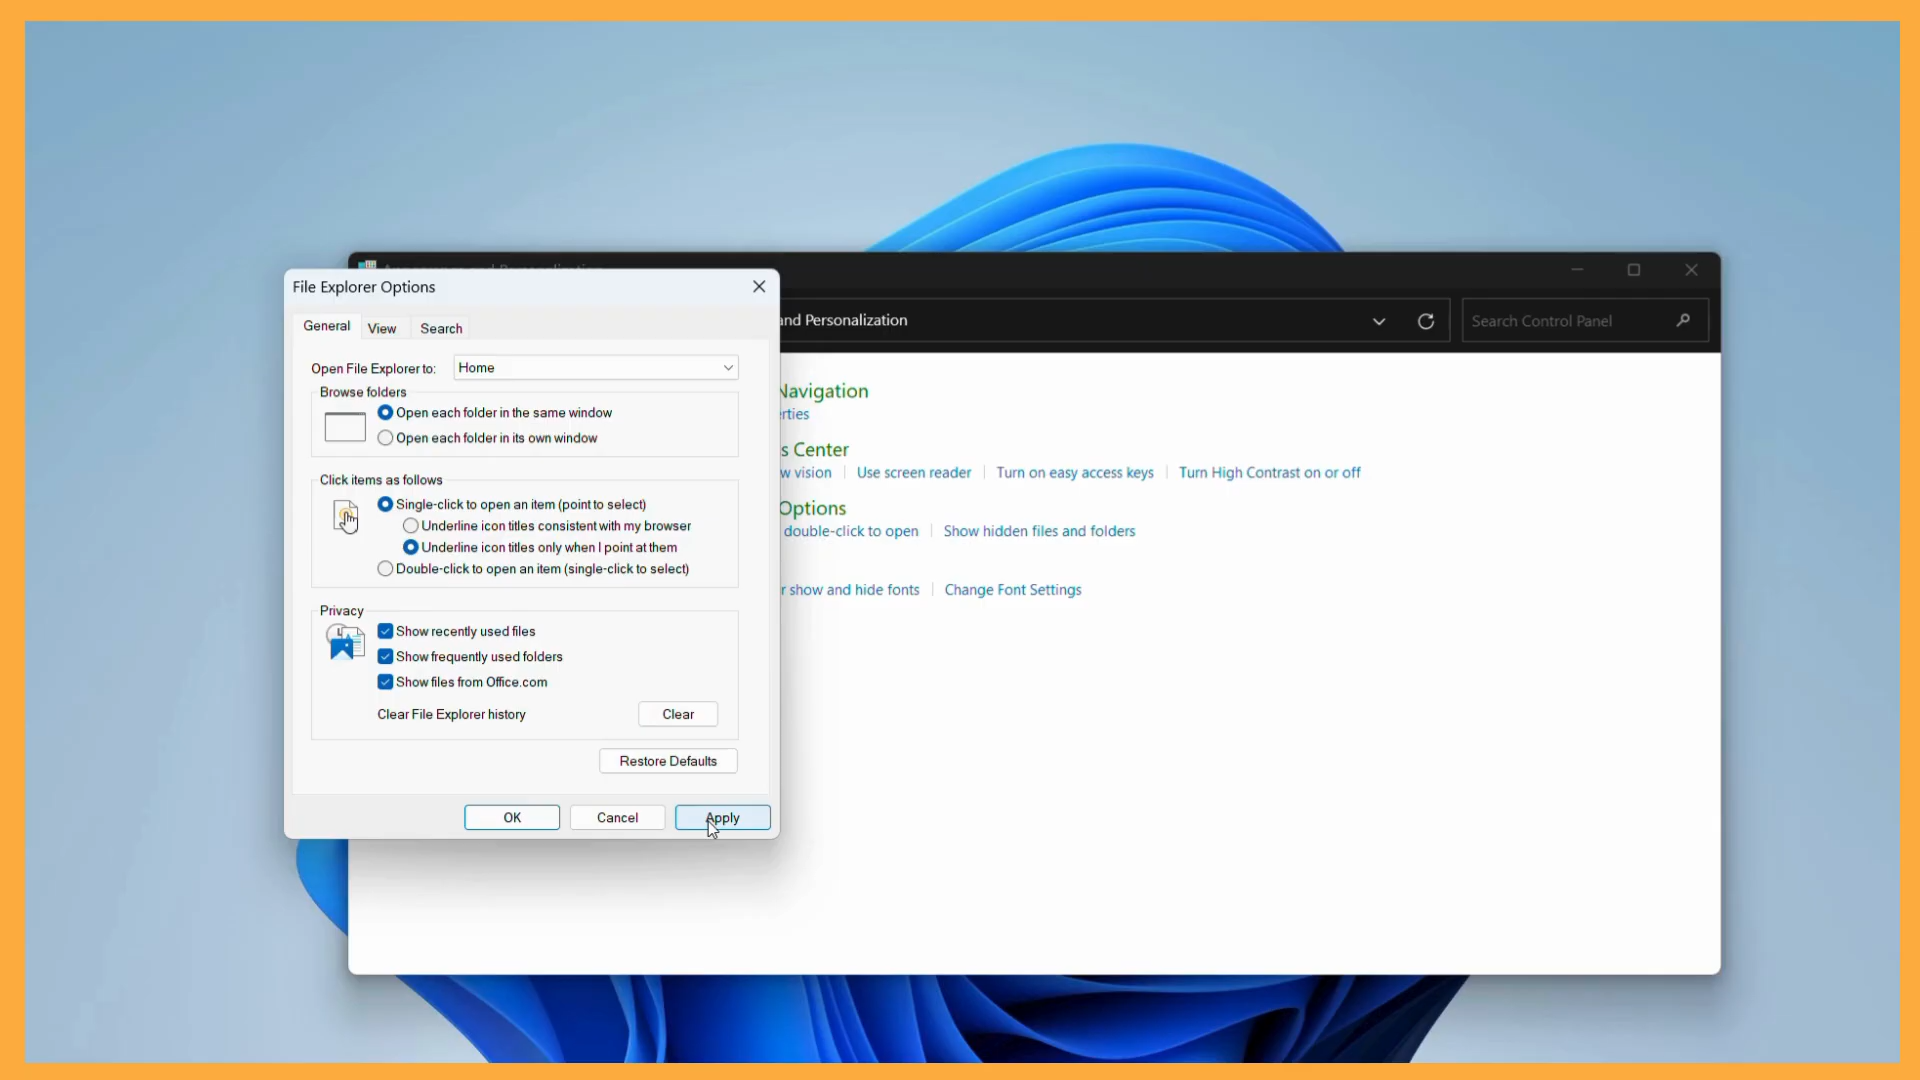 File Explorer Options
General
View
Search
Open File Explorer to:
Home
Browse folders
Open each folder in the same window
Open each folder in its own window
Click items as follows
Single-click to open an item (point to select)
Underline icon titles consistent with my browser
Underline icon titles only when I point at them
Double-click to open an item (single-click to select)
Privacy
Show recently used files
Show frequently used folders
Show files from Office.com
Clear File Explorer history
Clear
Restore Defaults
OK
Cancel
Apply
and Personalization
Search Control Panel
Navigation
erties
s Center
w vision
Use screen reader
Turn on easy access keys
Turn High Contrast on or off
Options
double-click to open
Show hidden files and folders
r show and hide fonts
Change Font Settings